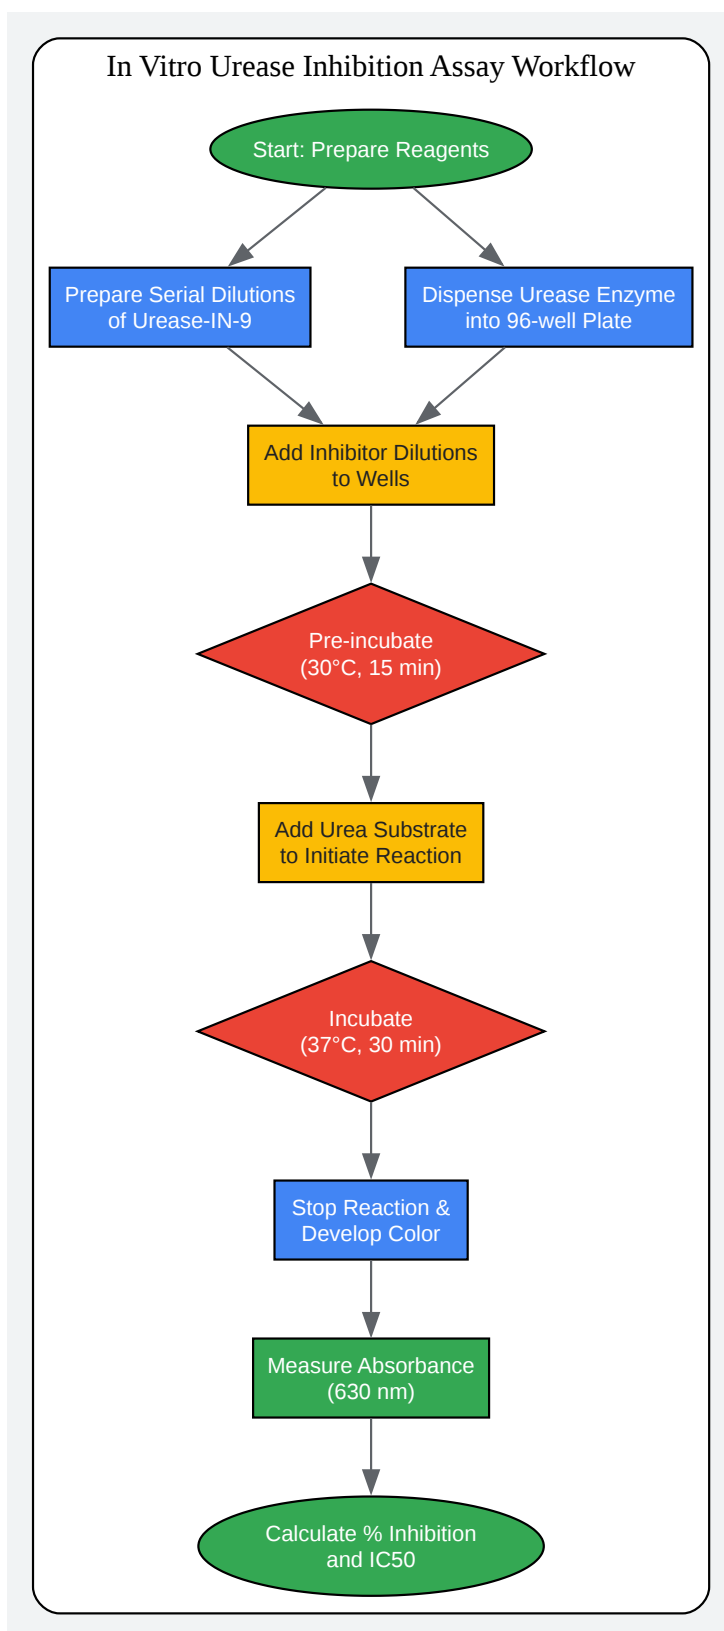 In Vitro Urease Inhibition Assay Workflow
Start: Prepare Reagents
Prepare Serial Dilutions
of Urease-IN-9
Dispense Urease Enzyme
into 96-well Plate
Add Inhibitor Dilutions
to Wells
Pre-incubate
(30°C, 15 min)
Add Urea Substrate
to Initiate Reaction
Incubate
(37°C, 30 min)
Stop Reaction &
Develop Color
Measure Absorbance
(630 nm)
Calculate % Inhibition
and IC50